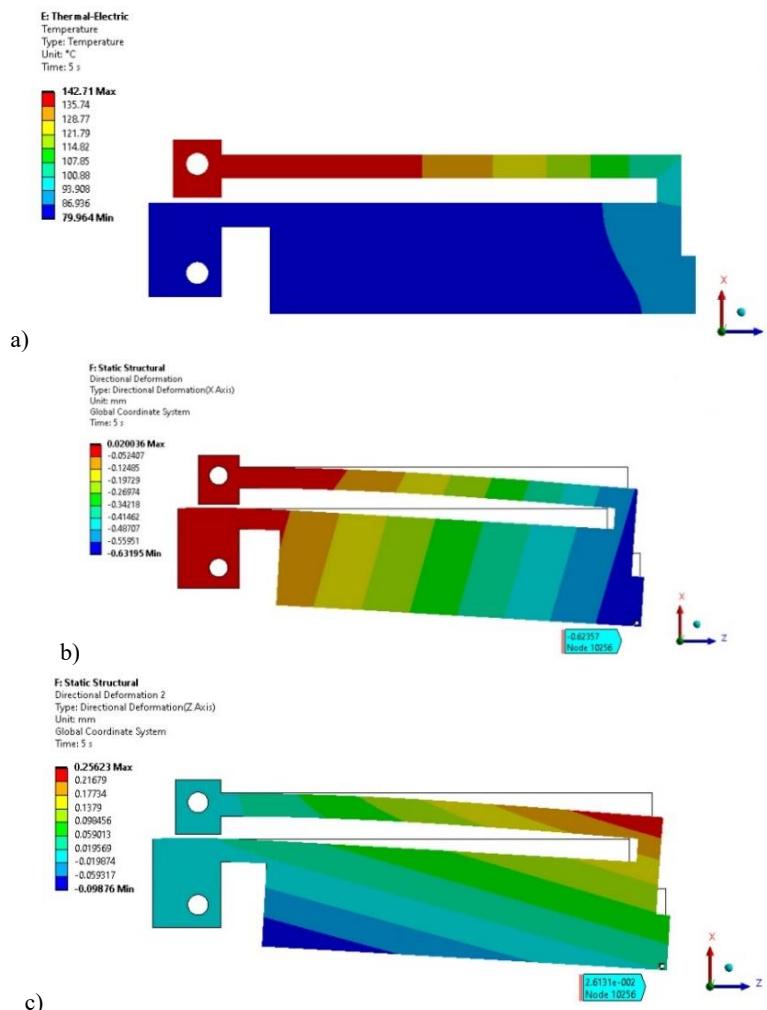 E: Thermal-Electric
Temperature
Type: Temperature
Unit: °C
Time: 5 s
142.71 Max
135.74
128.77
121.79
114.82
107.85
100.88
93.908
86.936
79.964 Min
X
a)
F: Static Structural
Directional Deformation
Type: Directional Deformation(X Axis)
Unit: mm
Global Coordinate System
Time: 5 s
0.020036 Max
-0.052407
-0.12485
-0.19729
-0.26974
-0.34218
-0.41462
-0.48707
-0.55951
-0.63195 Min
X
Z
-0.62357
Node 10256
b)
F: Static Structural
Directional Deformation 2
Type: Directional Deformation(Z Axis)
Unit: mm
Global Coordinate System
Time: 5 s
0.25623 Max
0.21679
0.17734
0.1379
0.098456
0.059013
0.019569
-0.019874
-0.059317
-0.09876 Min
X
Z
2.6131e-002
Node 10256
c)